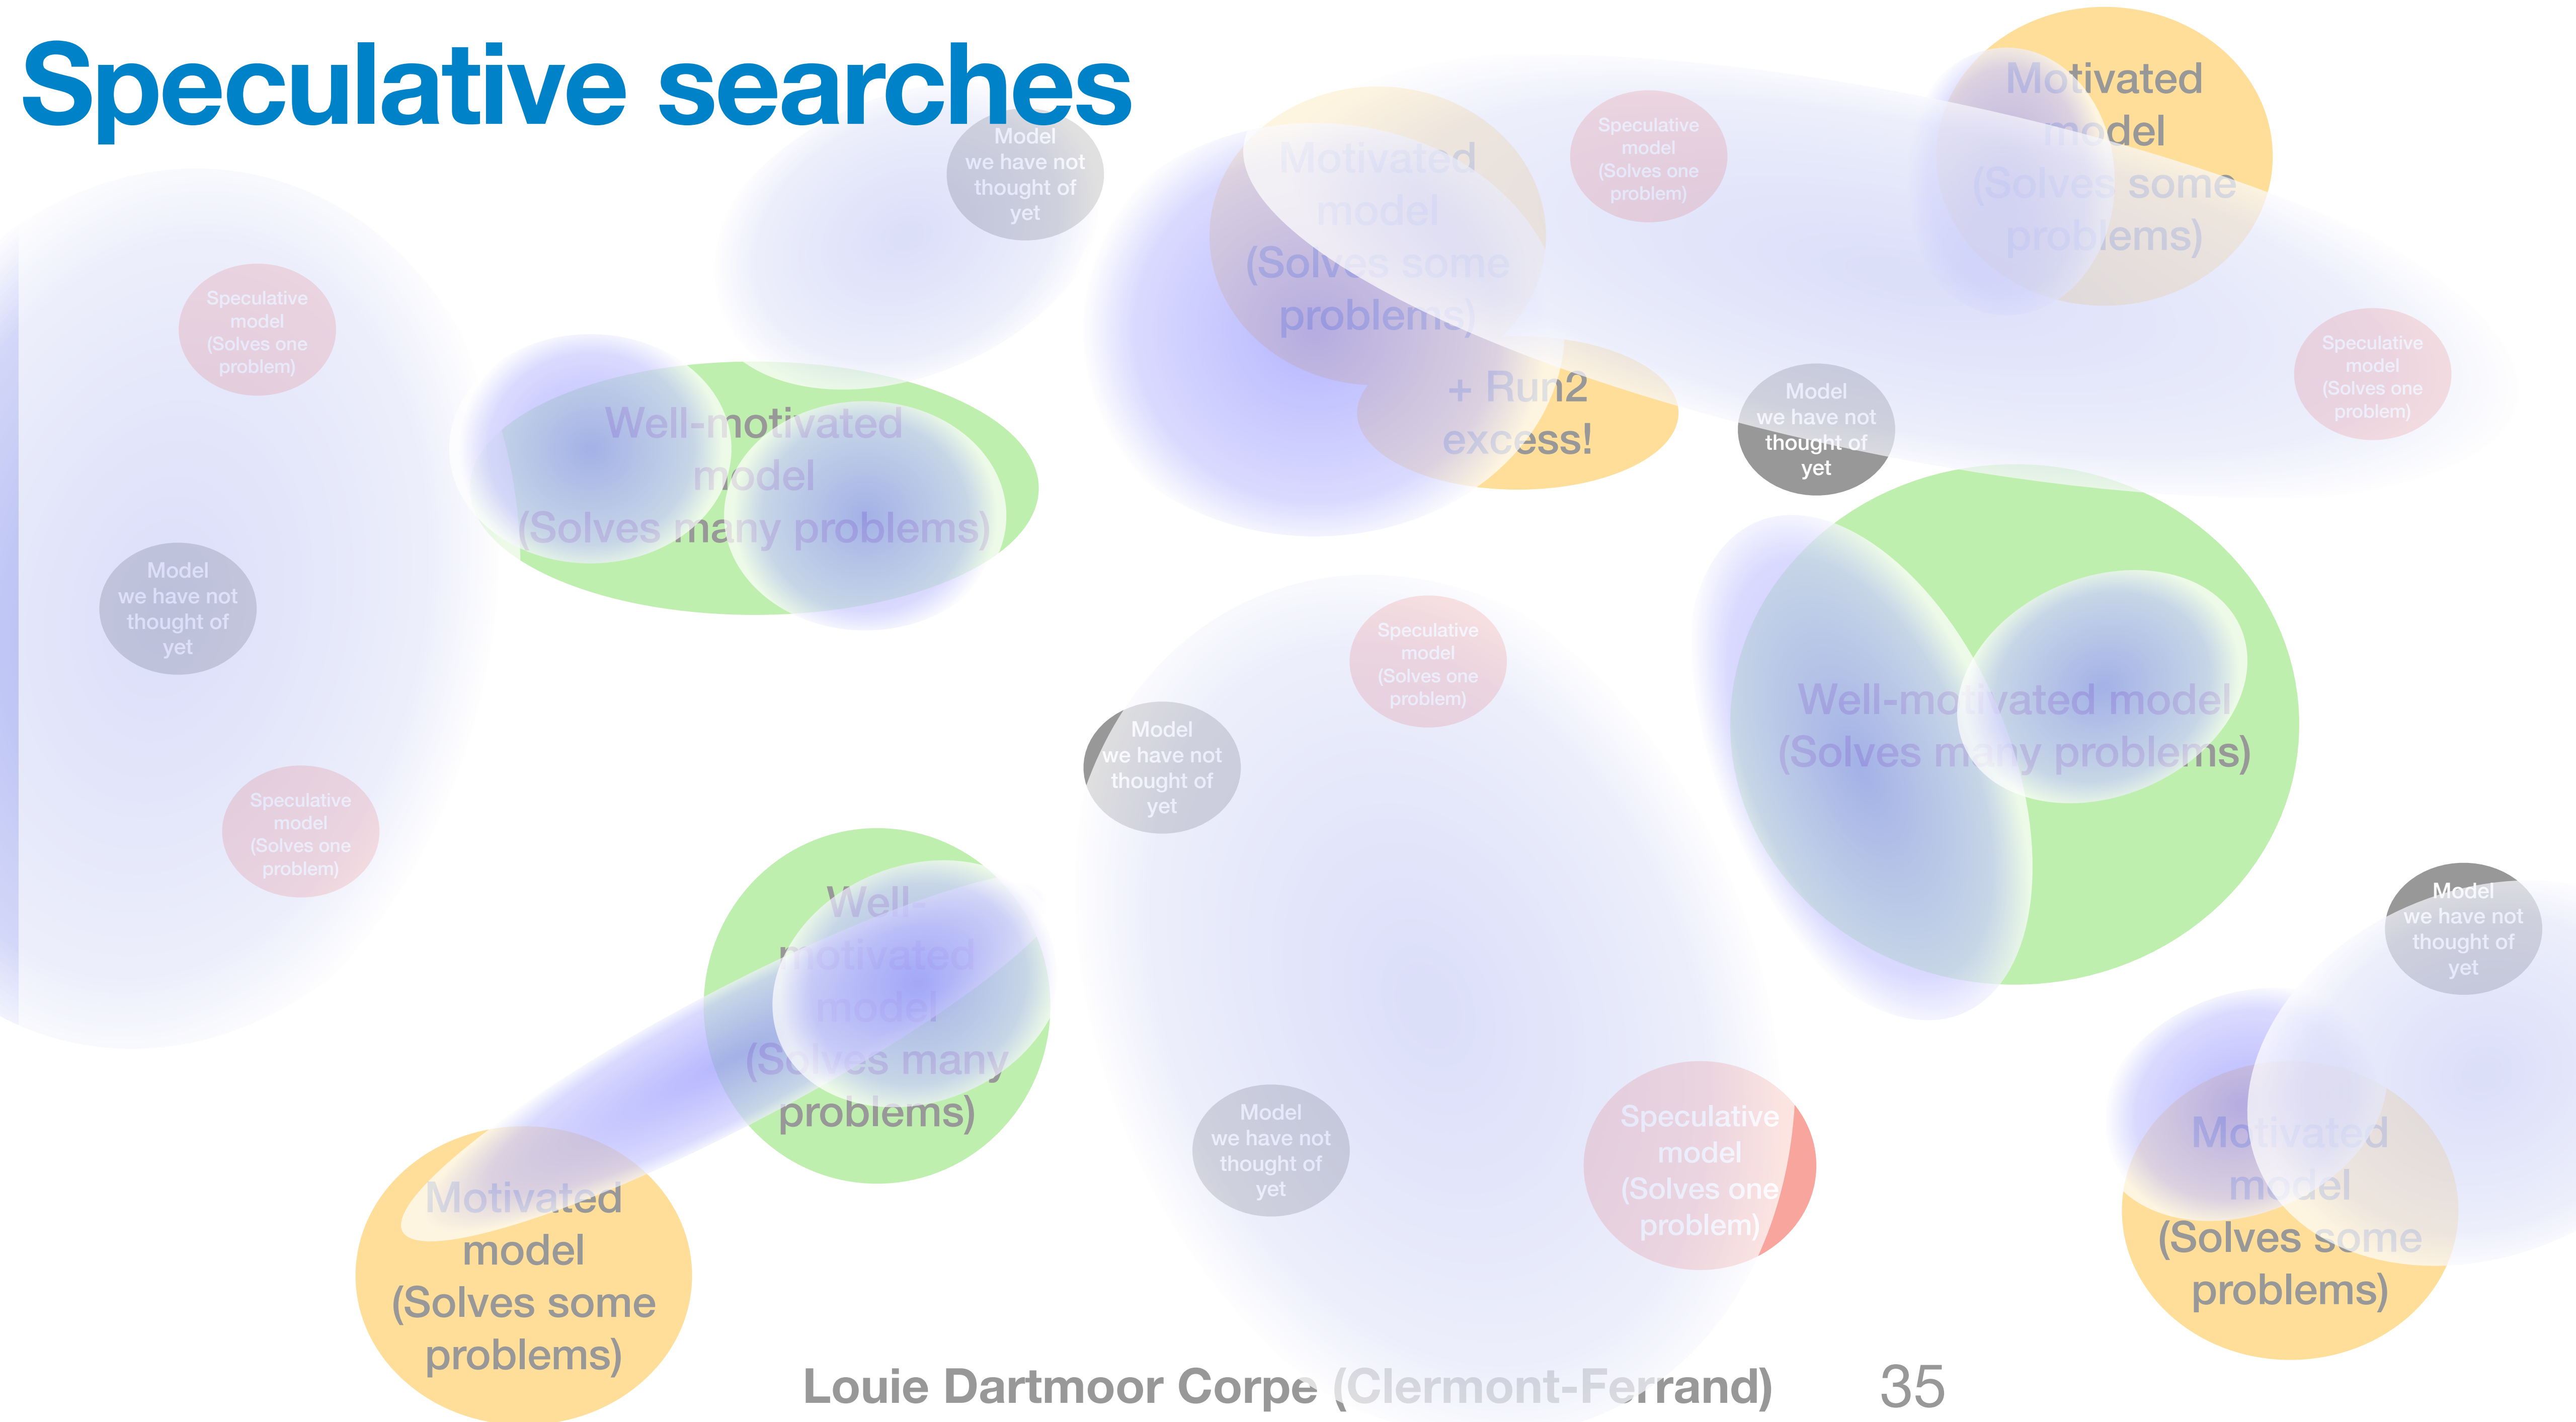 Speculative searches
Model
we have not
thought of
yet
Motivated
model
(Solves some
problems)
+ Run2
excess!
Speculative
model
(Solves one
problem)
Motivated
model
(Solves some
problems)
Speculative
model
(Solves one
problem)
Speculative
model
(Solves one
problem)
Model
we have not
thought of
yet
Well-motivated
model
(Solves many problems)
Model
we have not
thought of
yet
Speculative
model
(Solves one
problem)
Model
we have not
thought of
yet
Well-motivated model
(Solves many problems)
Speculative
model
(Solves one
problem)
Well-
motivated
model
(Solves many
problems)
Model
we have not
thought of
yet
Model
we have not
thought of
yet
Speculative
model
(Solves one
problem)
Motivated
model
(Solves some
problems)
Motivated
model
(Solves some
problems)
Louie Dartmoor Corpe (Clermont-Ferrand)
35